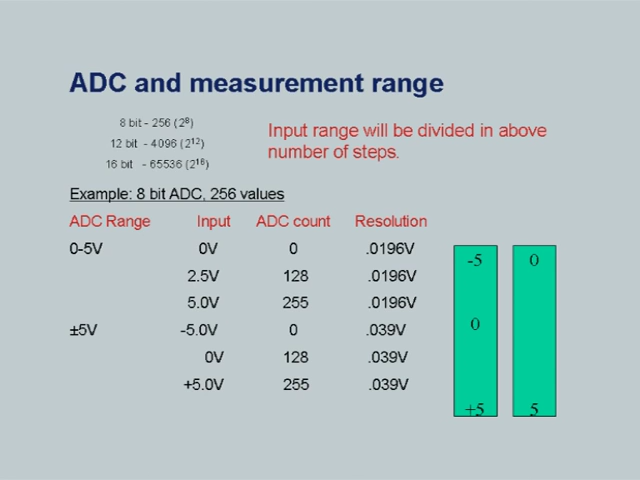 ADC and measurement range
8 bit - 256 (2⁸)
12 bit - 4096 (2¹²)
16 bit - 65536 (2¹⁶)
Input range will be divided in above
number of steps.
Example: 8 bit ADC, 256 values
ADC Range Input ADC count Resolution
0-5V 0V 0 .0196V
2.5V 128 .0196V
5.0V 255 .0196V
±5V -5.0V 0 .039V
0V 128 .039V
+5.0V 255 .039V
-5 0
0
+5 5